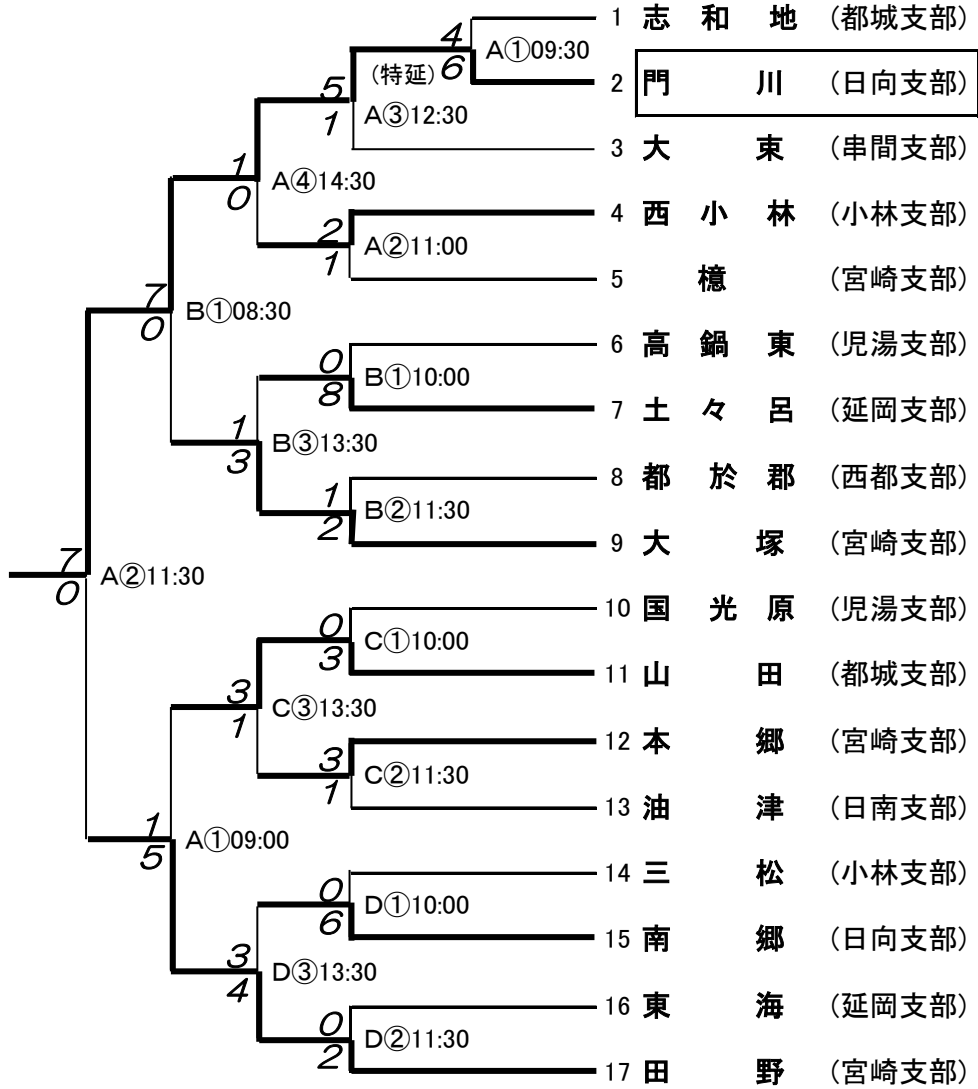 1 志和地 (都城支部)
4
A①09:30
(特延) 6
2 門川 (日向支部)
5
A③12:30
1
3 大東 (串間支部)
1
A④14:30
0
4 西小林 (小林支部)
2
A②11:00
1
5 檍 (宮崎支部)
7
B①08:30
0
6 高鍋東 (児湯支部)
0
B①10:00
8
7 土々呂 (延岡支部)
1
B③13:30
3
8 都於郡 (西都支部)
1
B②11:30
2
9 大塚 (宮崎支部)
7
A②11:30
0
10 国光原 (児湯支部)
0
C①10:00
3
11 山田 (都城支部)
3
C③13:30
1
12 本郷 (宮崎支部)
3
C②11:30
1
13 油津 (日南支部)
1
A①09:00
5
14 三松 (小林支部)
0
D①10:00
6
15 南郷 (日向支部)
3
D③13:30
4
16 東海 (延岡支部)
0
D②11:30
2
17 田野 (宮崎支部)